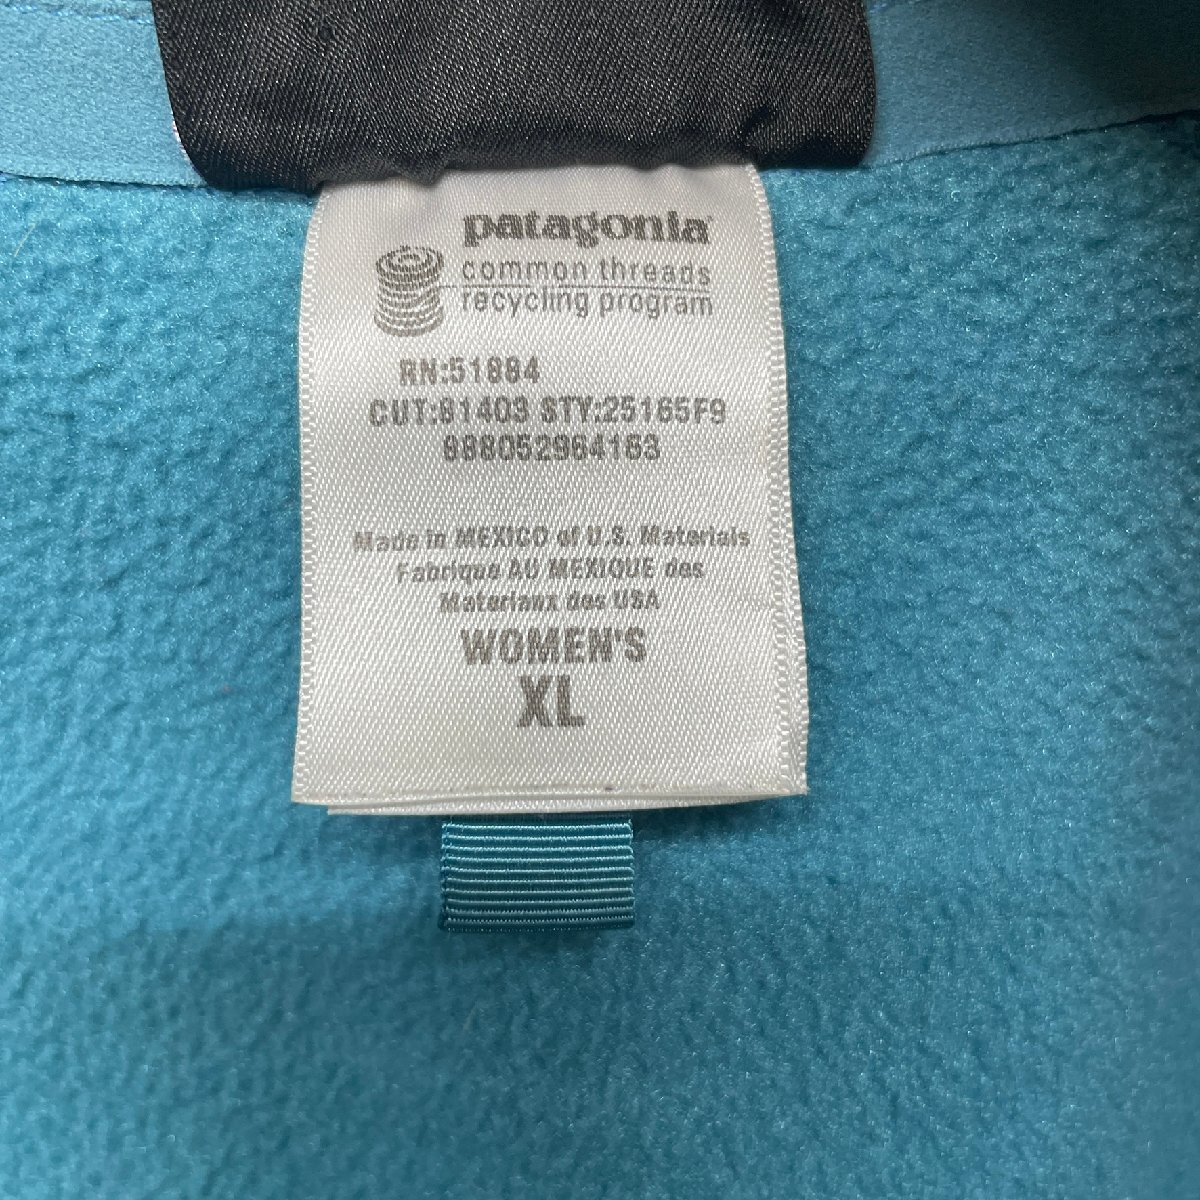 patagonia
common threads
recycling program
RN:51884
CUT:81403 STY:25165F9
888052964163
Made in MEXICO of U.S. Materials
Fabrique AU MEXIQUE des
Materiaux des USA
WOMEN'S
XL